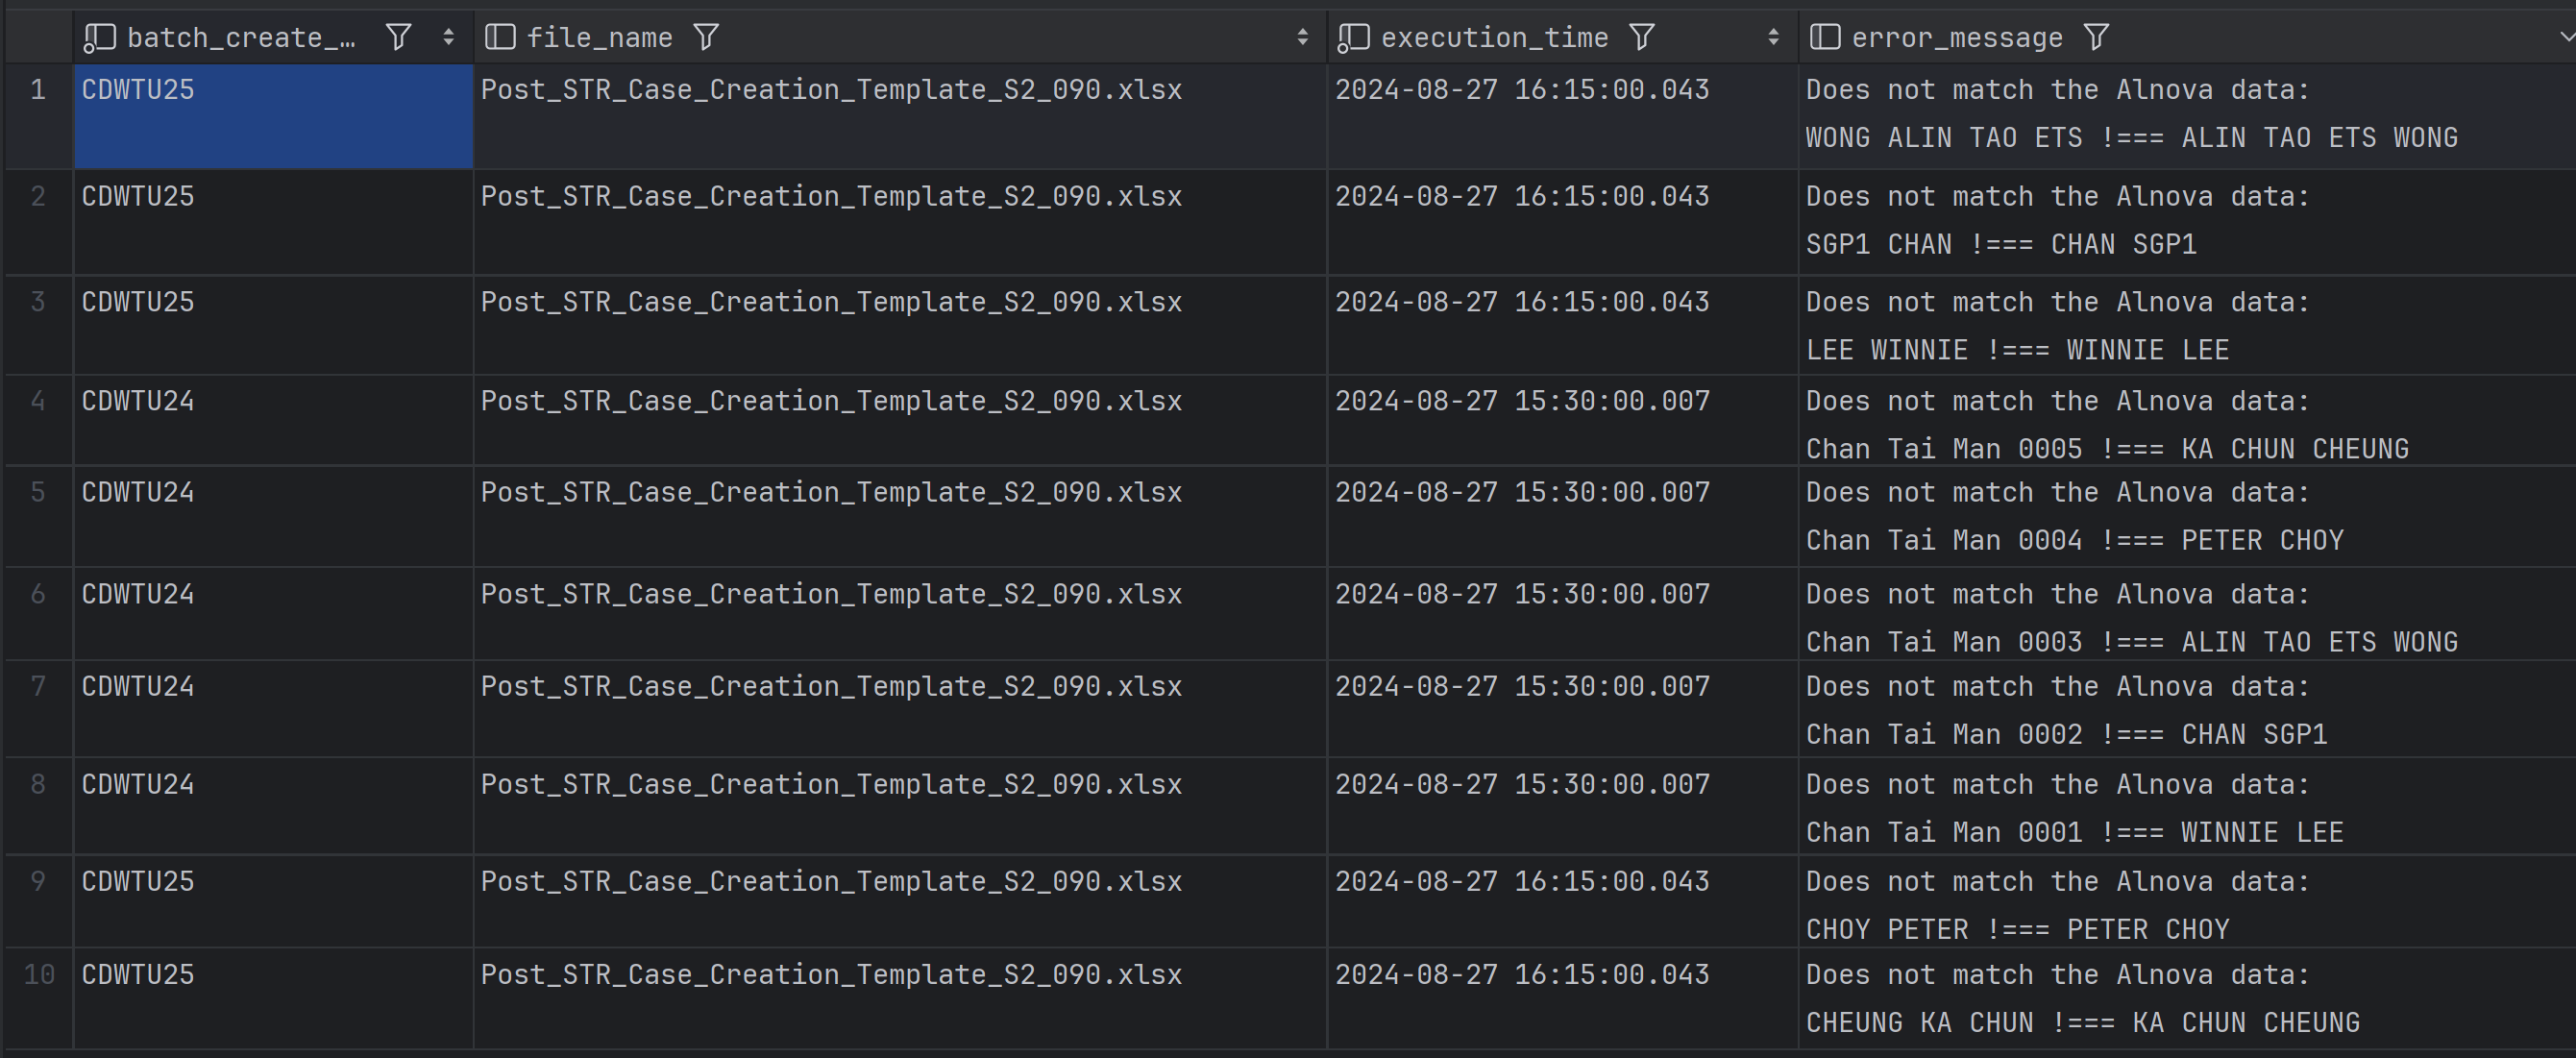 batch_create_… file_name execution_time error_message
1 CDWTU25 Post_STR_Case_Creation_Template_S2_090.xlsx 2024-08-27 16:15:00.043 Does not match the Alnova data:
WONG ALIN TAO ETS !=== ALIN TAO ETS WONG
2 CDWTU25 Post_STR_Case_Creation_Template_S2_090.xlsx 2024-08-27 16:15:00.043 Does not match the Alnova data:
SGP1 CHAN !=== CHAN SGP1
3 CDWTU25 Post_STR_Case_Creation_Template_S2_090.xlsx 2024-08-27 16:15:00.043 Does not match the Alnova data:
LEE WINNIE !=== WINNIE LEE
4 CDWTU24 Post_STR_Case_Creation_Template_S2_090.xlsx 2024-08-27 15:30:00.007 Does not match the Alnova data:
Chan Tai Man 0005 !=== KA CHUN CHEUNG
5 CDWTU24 Post_STR_Case_Creation_Template_S2_090.xlsx 2024-08-27 15:30:00.007 Does not match the Alnova data:
Chan Tai Man 0004 !=== PETER CHOY
6 CDWTU24 Post_STR_Case_Creation_Template_S2_090.xlsx 2024-08-27 15:30:00.007 Does not match the Alnova data:
Chan Tai Man 0003 !=== ALIN TAO ETS WONG
7 CDWTU24 Post_STR_Case_Creation_Template_S2_090.xlsx 2024-08-27 15:30:00.007 Does not match the Alnova data:
Chan Tai Man 0002 !=== CHAN SGP1
8 CDWTU24 Post_STR_Case_Creation_Template_S2_090.xlsx 2024-08-27 15:30:00.007 Does not match the Alnova data:
Chan Tai Man 0001 !=== WINNIE LEE
9 CDWTU25 Post_STR_Case_Creation_Template_S2_090.xlsx 2024-08-27 16:15:00.043 Does not match the Alnova data:
CHOY PETER !=== PETER CHOY
10 CDWTU25 Post_STR_Case_Creation_Template_S2_090.xlsx 2024-08-27 16:15:00.043 Does not match the Alnova data:
CHEUNG KA CHUN !=== KA CHUN CHEUNG